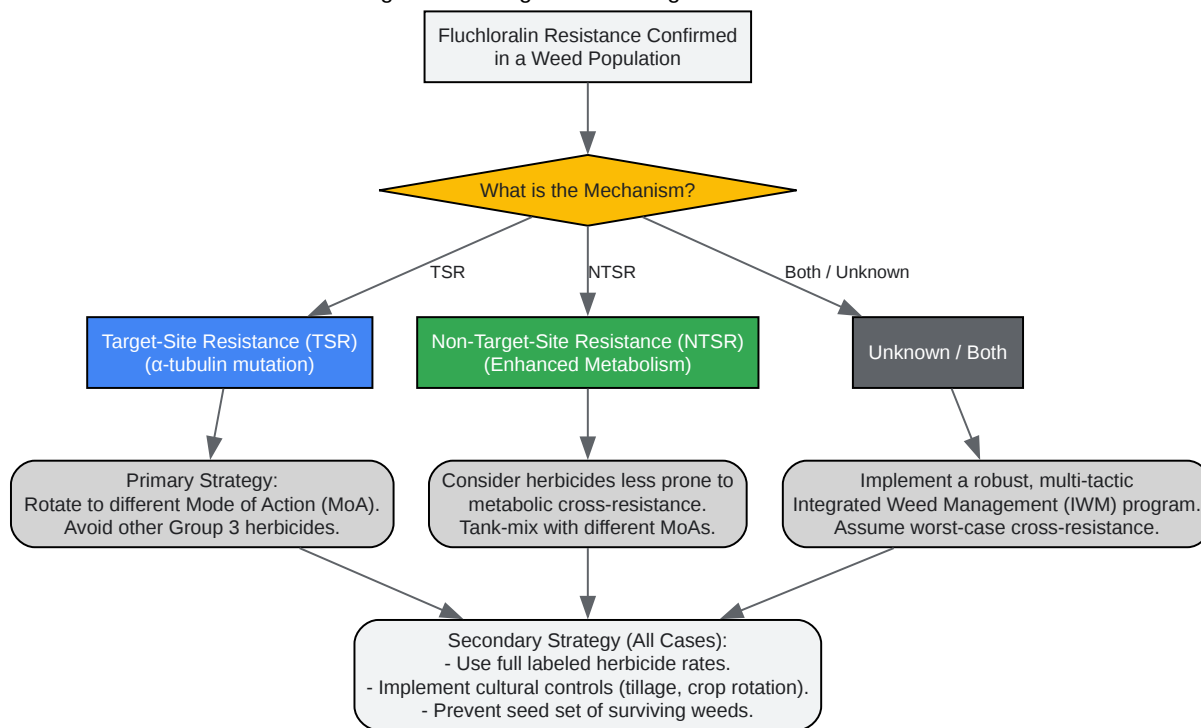 Fluchloralin Resistance Confirmed
in a Weed Population
What is the Mechanism?
TSR
NTSR
Both / Unknown
Target-Site Resistance (TSR)
(α-tubulin mutation)
Non-Target-Site Resistance (NTSR)
(Enhanced Metabolism)
Unknown / Both
Primary Strategy:
Rotate to different Mode of Action (MoA).
Avoid other Group 3 herbicides.
Consider herbicides less prone to
metabolic cross-resistance.
Tank-mix with different MoAs.
Implement a robust, multi-tactic
Integrated Weed Management (IWM) program.
Assume worst-case cross-resistance.
Secondary Strategy (All Cases):
- Use full labeled herbicide rates.
- Implement cultural controls (tillage, crop rotation).
- Prevent seed set of surviving weeds.